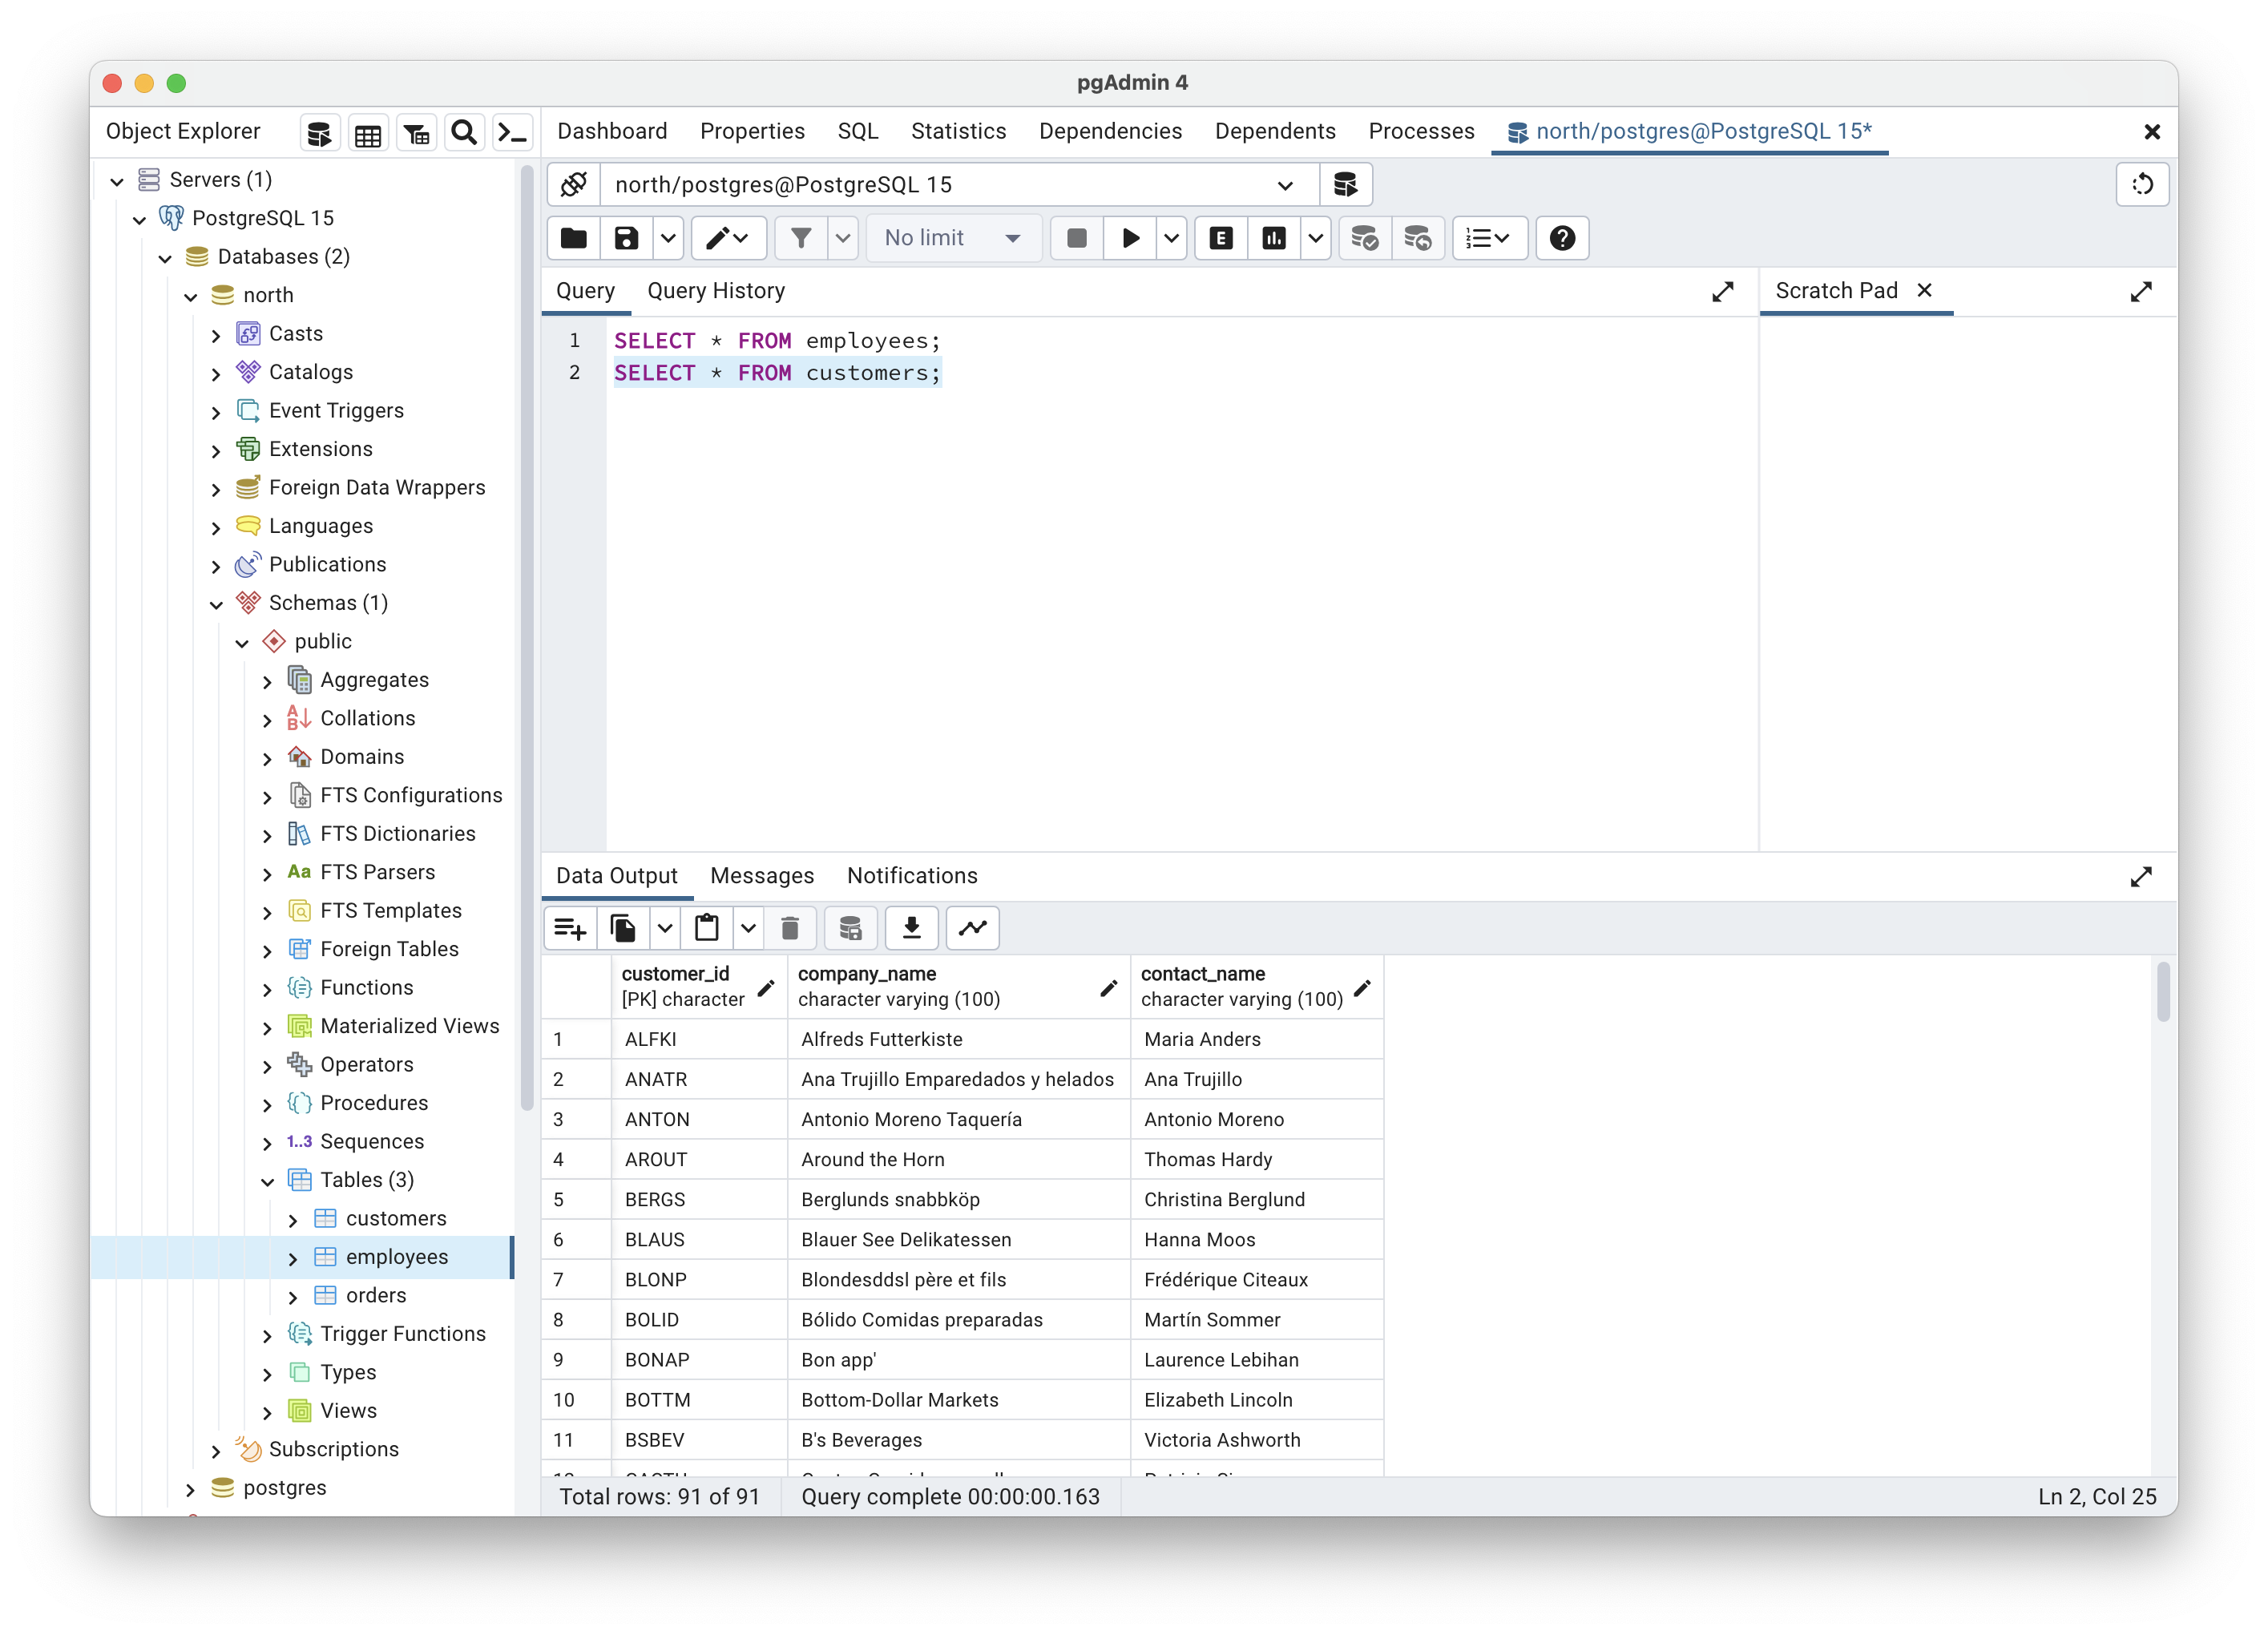 pgAdmin 4
Object Explorer
Dashboard Properties SQL Statistics Dependencies Dependents Processes north/postgres@PostgreSQL 15*
Servers (1)
PostgreSQL 15
Databases (2)
north
Casts
Catalogs
Event Triggers
Extensions
Foreign Data Wrappers
Languages
Publications
Schemas (1)
public
Aggregates
Collations
Domains
FTS Configurations
FTS Dictionaries
Aa FTS Parsers
FTS Templates
Foreign Tables
Functions
Materialized Views
Operators
Procedures
1..3 Sequences
Tables (3)
customers
employees
orders
Trigger Functions
Types
Views
Subscriptions
postgres
north/postgres@PostgreSQL 15
No limit
E
Query Query History
Scratch Pad
1 SELECT * FROM employees;
2 SELECT * FROM customers;
Data Output Messages Notifications
customer_id company_name contact_name
[PK] character character varying (100) character varying (100)
1 ALFKI Alfreds Futterkiste Maria Anders
2 ANATR Ana Trujillo Emparedados y helados Ana Trujillo
3 ANTON Antonio Moreno Taquería Antonio Moreno
4 AROUT Around the Horn Thomas Hardy
5 BERGS Berglunds snabbköp Christina Berglund
6 BLAUS Blauer See Delikatessen Hanna Moos
7 BLONP Blondesddsl père et fils Frédérique Citeaux
8 BOLID Bólido Comidas preparadas Martín Sommer
9 BONAP Bon app' Laurence Lebihan
10 BOTTM Bottom-Dollar Markets Elizabeth Lincoln
11 BSBEV B's Beverages Victoria Ashworth
Total rows: 91 of 91 Query complete 00:00:00.163 Ln 2, Col 25